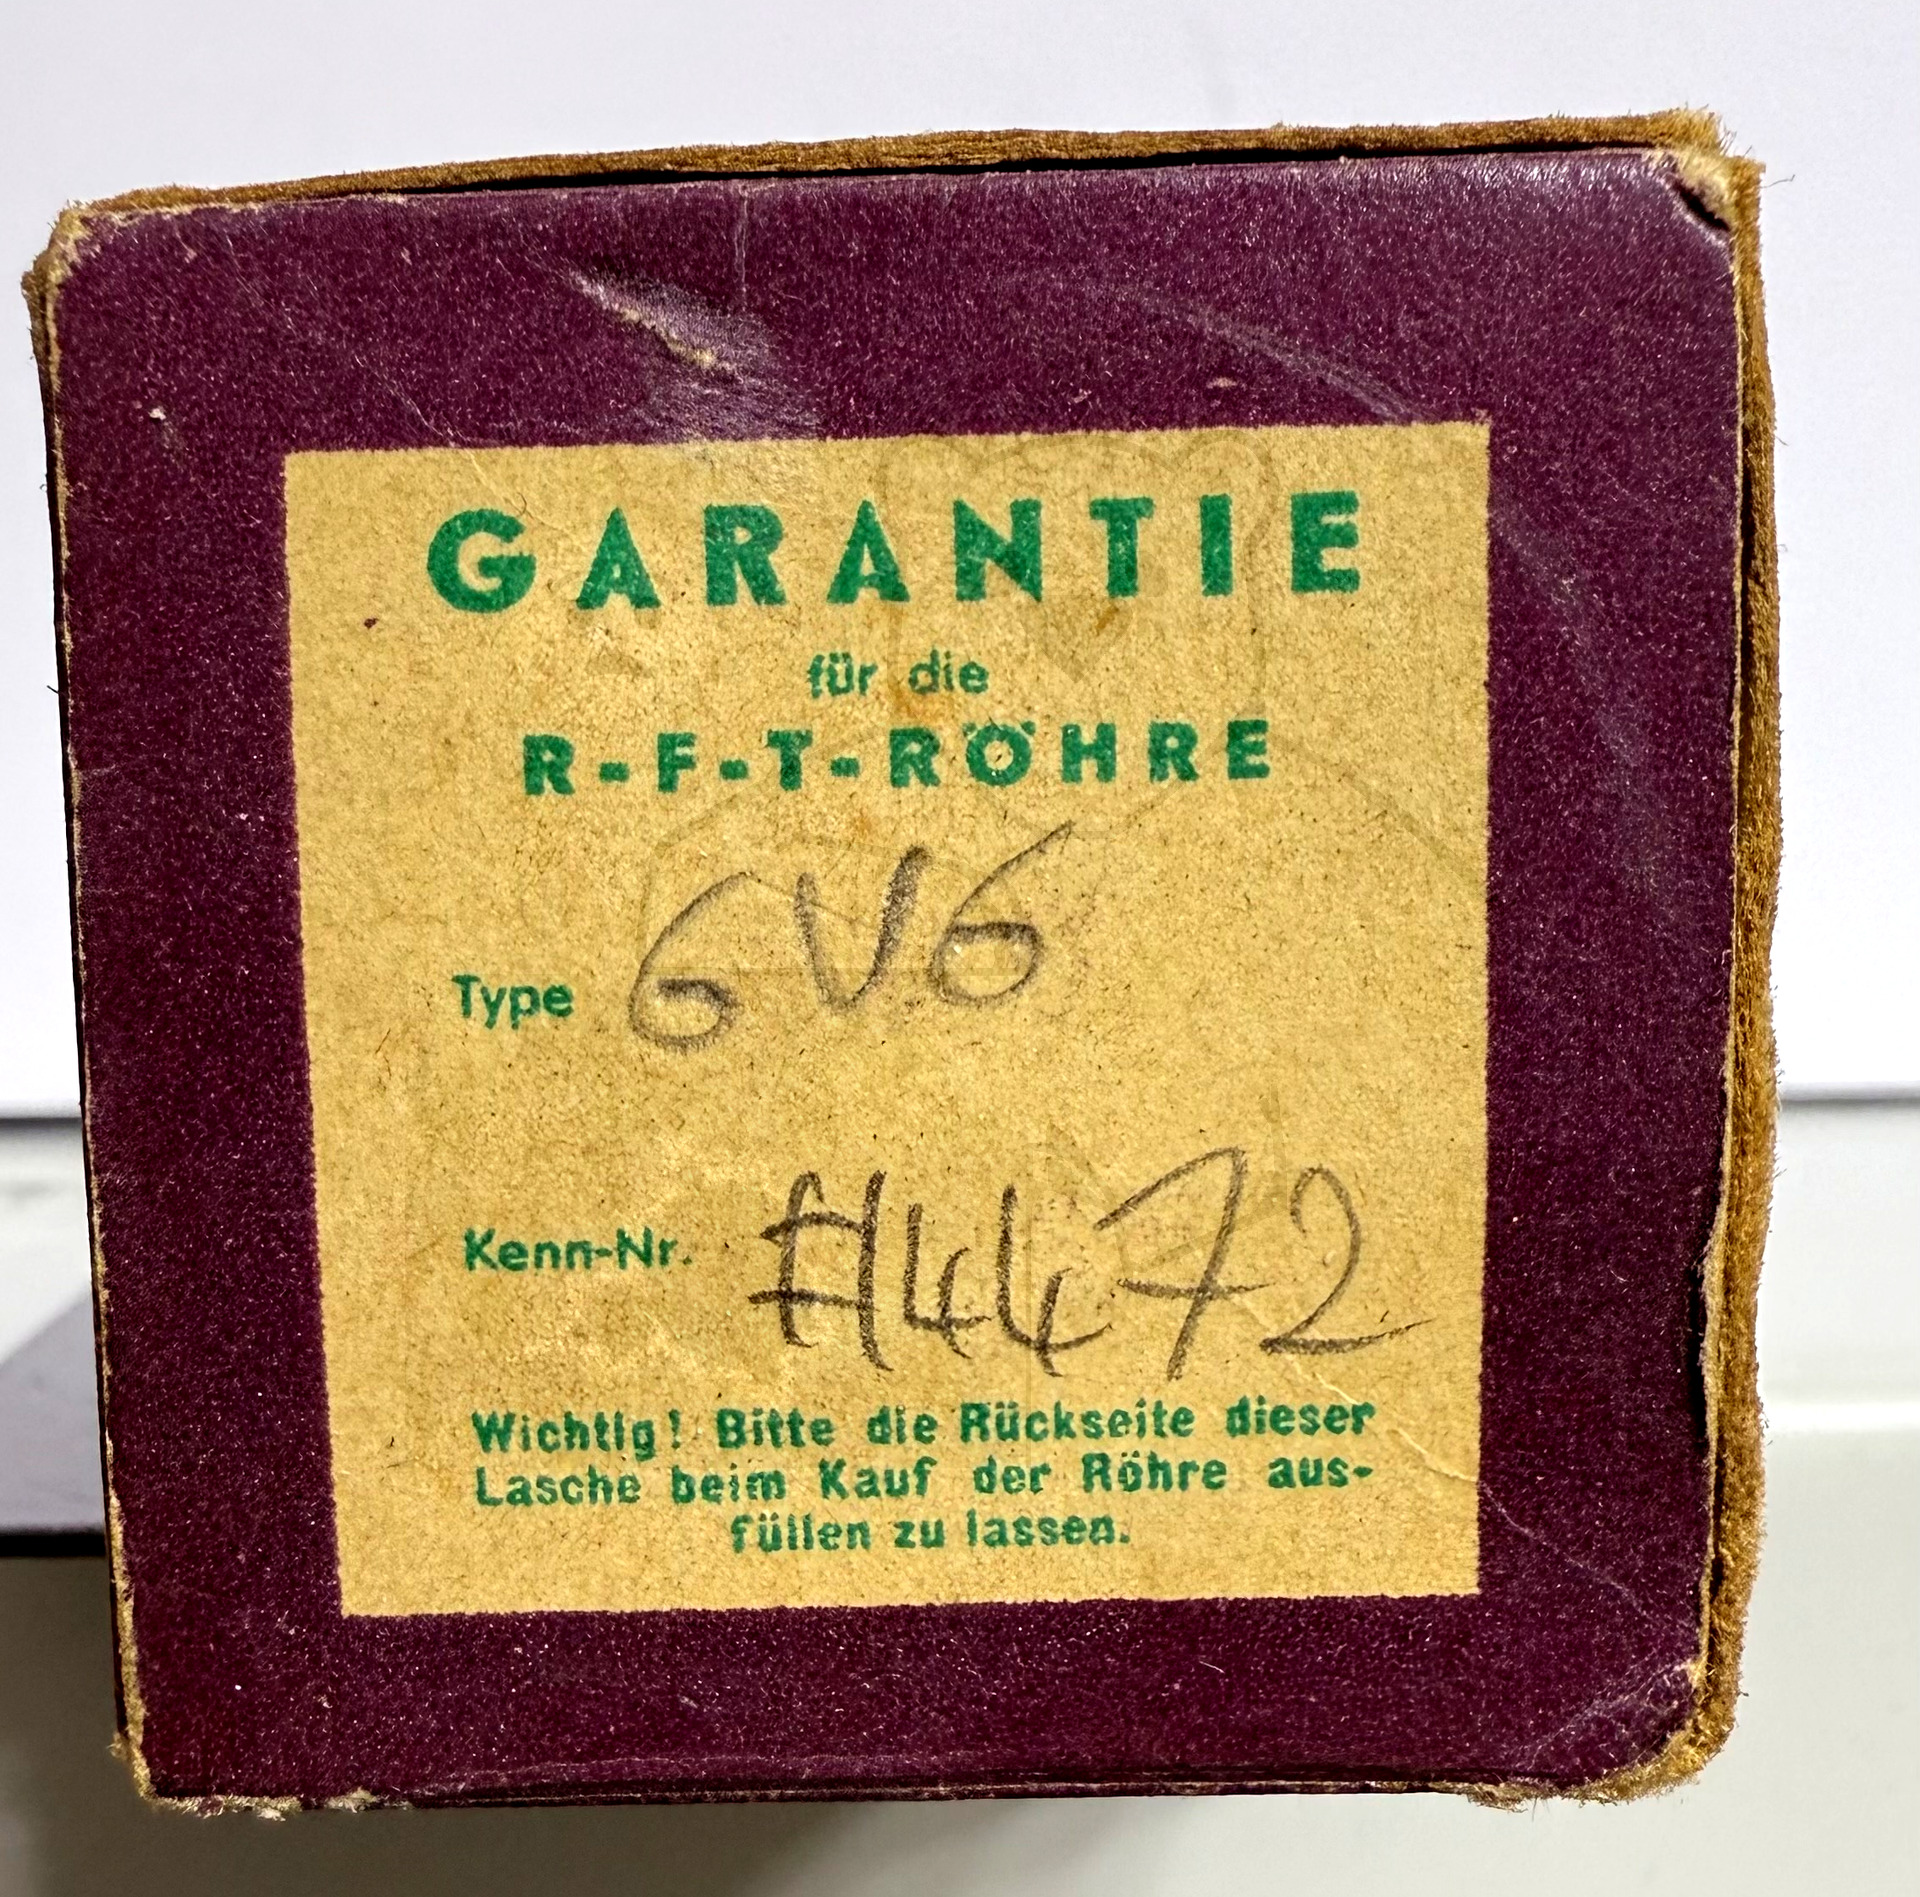 GARANTIE
für die
R-F-T-RÖHRE
Type 6V6
Kenn-Nr. #4472
Wichtig! Bitte die Rückseite dieser
Lasche beim Kauf der Röhre aus-
füllen zu lassen.